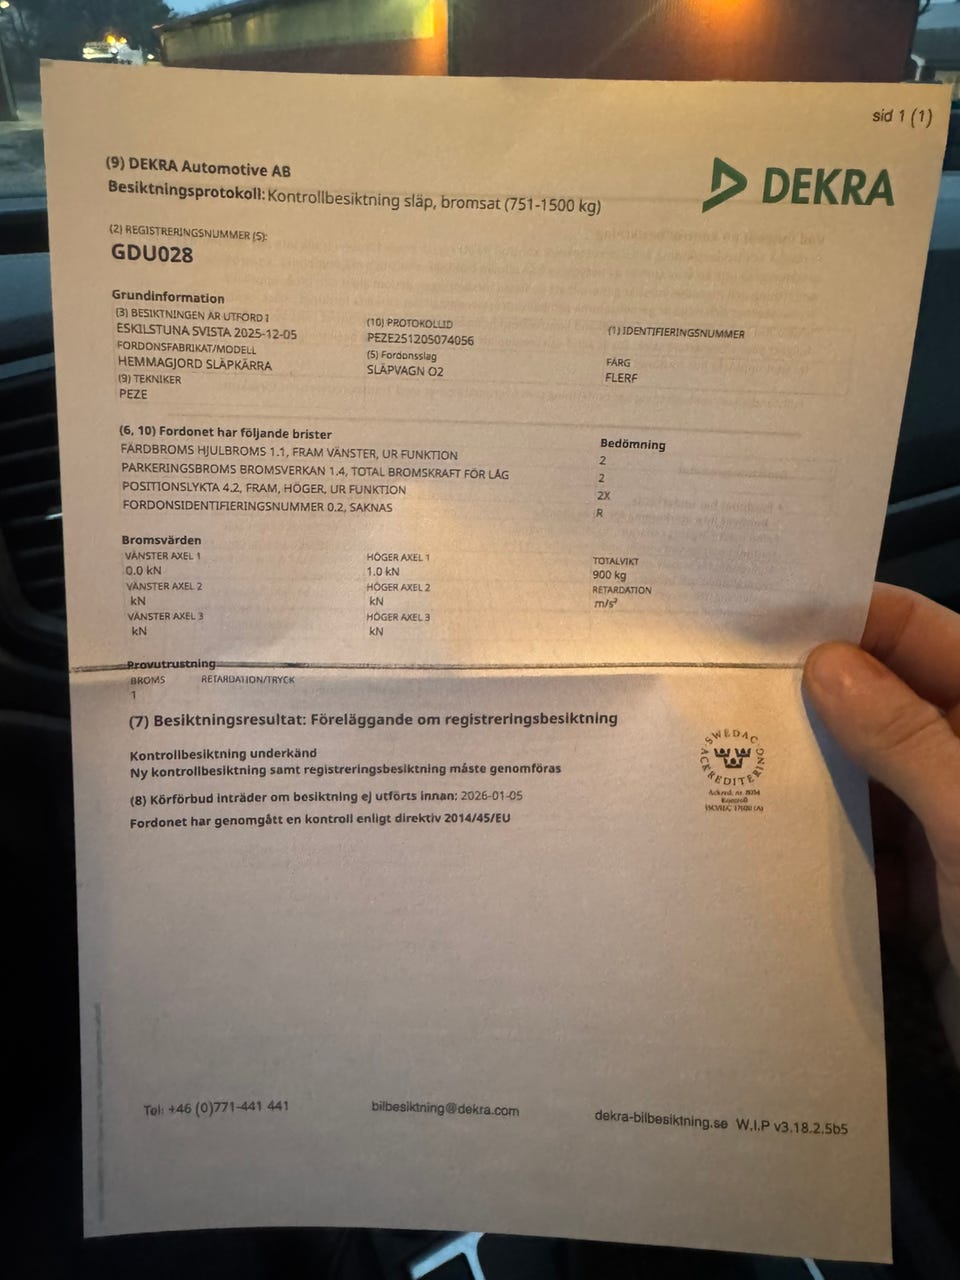 sid 1 (1)
(9) DEKRA Automotive AB
Besiktningsprotokoll: Kontrollbesiktning släp, bromsat (751-1500 kg)
DEKRA
(2) REGISTRERINGSNUMMER (S):
GDU028
Grundinformation
(3) BESIKTNINGEN ÄR UTFÖRD I
ESKILSTUNA SVISTA 2025-12-05
(10) PROTOKOLLID
PEZE251205074056
(1) IDENTIFIERINGSNUMMER
FORDONSFABRIKAT/MODELL
HEMMAGJORD SLÄPKÄRRA
(5) Fordonsslag
SLÄPVAGN O2
FÄRG
FLERF
(9) TEKNIKER
PEZE
(6, 10) Fordonet har följande brister
Bedömning
FÄRDBROMS HJULBROMS 1.1, FRAM VÄNSTER, UR FUNKTION
2
PARKERINGSBROMS BROMSVERKAN 1.4, TOTAL BROMSKRAFT FÖR LÅG
2
POSITIONSLYKTA 4.2, FRAM, HÖGER, UR FUNKTION
2X
FORDONSIDENTIFIERINGSNUMMER 0.2, SAKNAS
R
Bromsvärden
VÄNSTER AXEL 1
0.0 kN
HÖGER AXEL 1
1.0 kN
TOTALVIKT
900 kg
VÄNSTER AXEL 2
kN
HÖGER AXEL 2
kN
RETARDATION
m/s²
VÄNSTER AXEL 3
kN
HÖGER AXEL 3
kN
Provutrustning
BROMS RETARDATION/TRYCK
1
(7) Besiktningsresultat: Föreläggande om registreringsbesiktning
Kontrollbesiktning underkänd
Ny kontrollbesiktning samt registreringsbesiktning måste genomföras
(8) Körförbud inträder om besiktning ej utförts innan: 2026-01-05
Fordonet har genomgått en kontroll enligt direktiv 2014/45/EU
SWEDAC
ACKREDITERING
Ackred. nr.
Kontroll
ISO/IEC 17020 (A)
Tel: +46 (0)771-441 441
bilbesiktning@dekra.com
dekra-bilbesiktning.se W.I.P v3.18.2.5b5